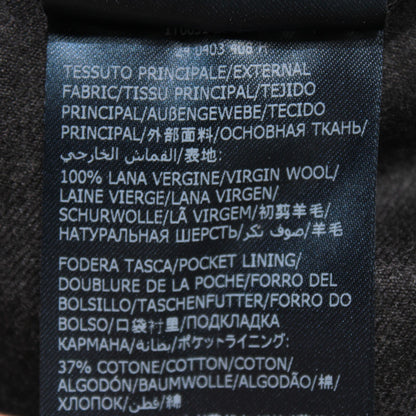 TESSUTO PRINCIPALE/EXTERNAL
FABRIC/TISSU PRINCIPAL/TEJIDO
PRINCIPAL/AUßENGEWEBE/TECIDO
PRINCIPAL/外部面料/ОСНОВНАЯ ТКАНЬ/
القماش الخارجي/表地:
100% LANA VERGINE/VIRGIN WOOL/
LAINE VIERGE/LANA VIRGEN/
SCHURWOLLE/LÃ VIRGEM/初剪羊毛/
НАТУРАЛЬНАЯ ШЕРСТЬ/صوف بكر/羊毛
FODERA TASCA/POCKET LINING/
DOUBLURE DE LA POCHE/FORRO DEL
BOLSILLO/TASCHENFUTTER/FORRO DO
BOLSO/口袋衬里/ПОДКЛАДКА
КАРМАНА/بطانة/ポケットライニング:
37% COTONE/COTTON/COTON/
ALGODÓN/BAUMWOLLE/ALGODÃO/棉/
ХЛОПОК/قطن/綿